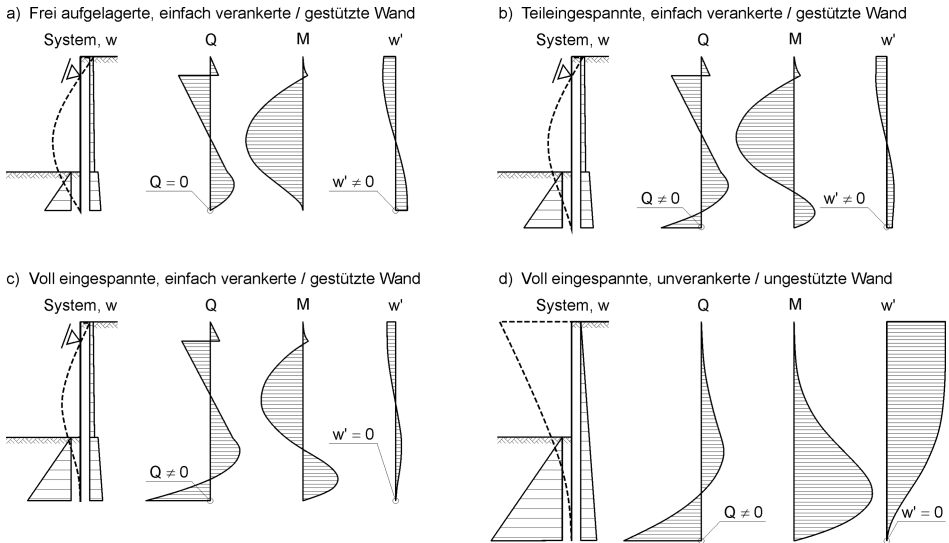 a) Frei aufgelagerte, einfach verankerte / gestützte Wand
System, w Q M w'
Q = 0
w' ≠ 0
b) Teileingespannte, einfach verankerte / gestützte Wand
System, w Q M w'
Q ≠ 0
w' ≠ 0
c) Voll eingespannte, einfach verankerte / gestützte Wand
System, w Q M w'
Q ≠ 0
w' = 0
d) Voll eingespannte, unverankerte / ungestützte Wand
System, w Q M w'
Q ≠ 0
w' = 0